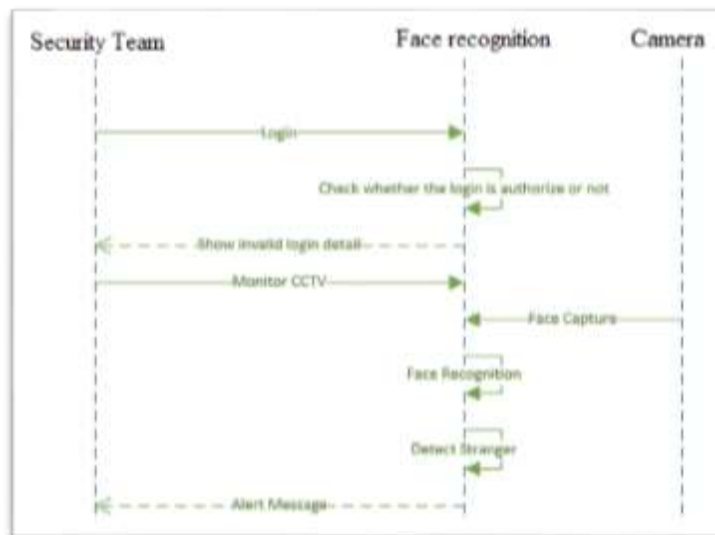 Security Team
Face recognition
Camera
Login
Check whether the login is authorize or not
Show invalid login detail
Monitor CCTV
Face Capture
Face Recognition
Detect Stranger
Alert Message